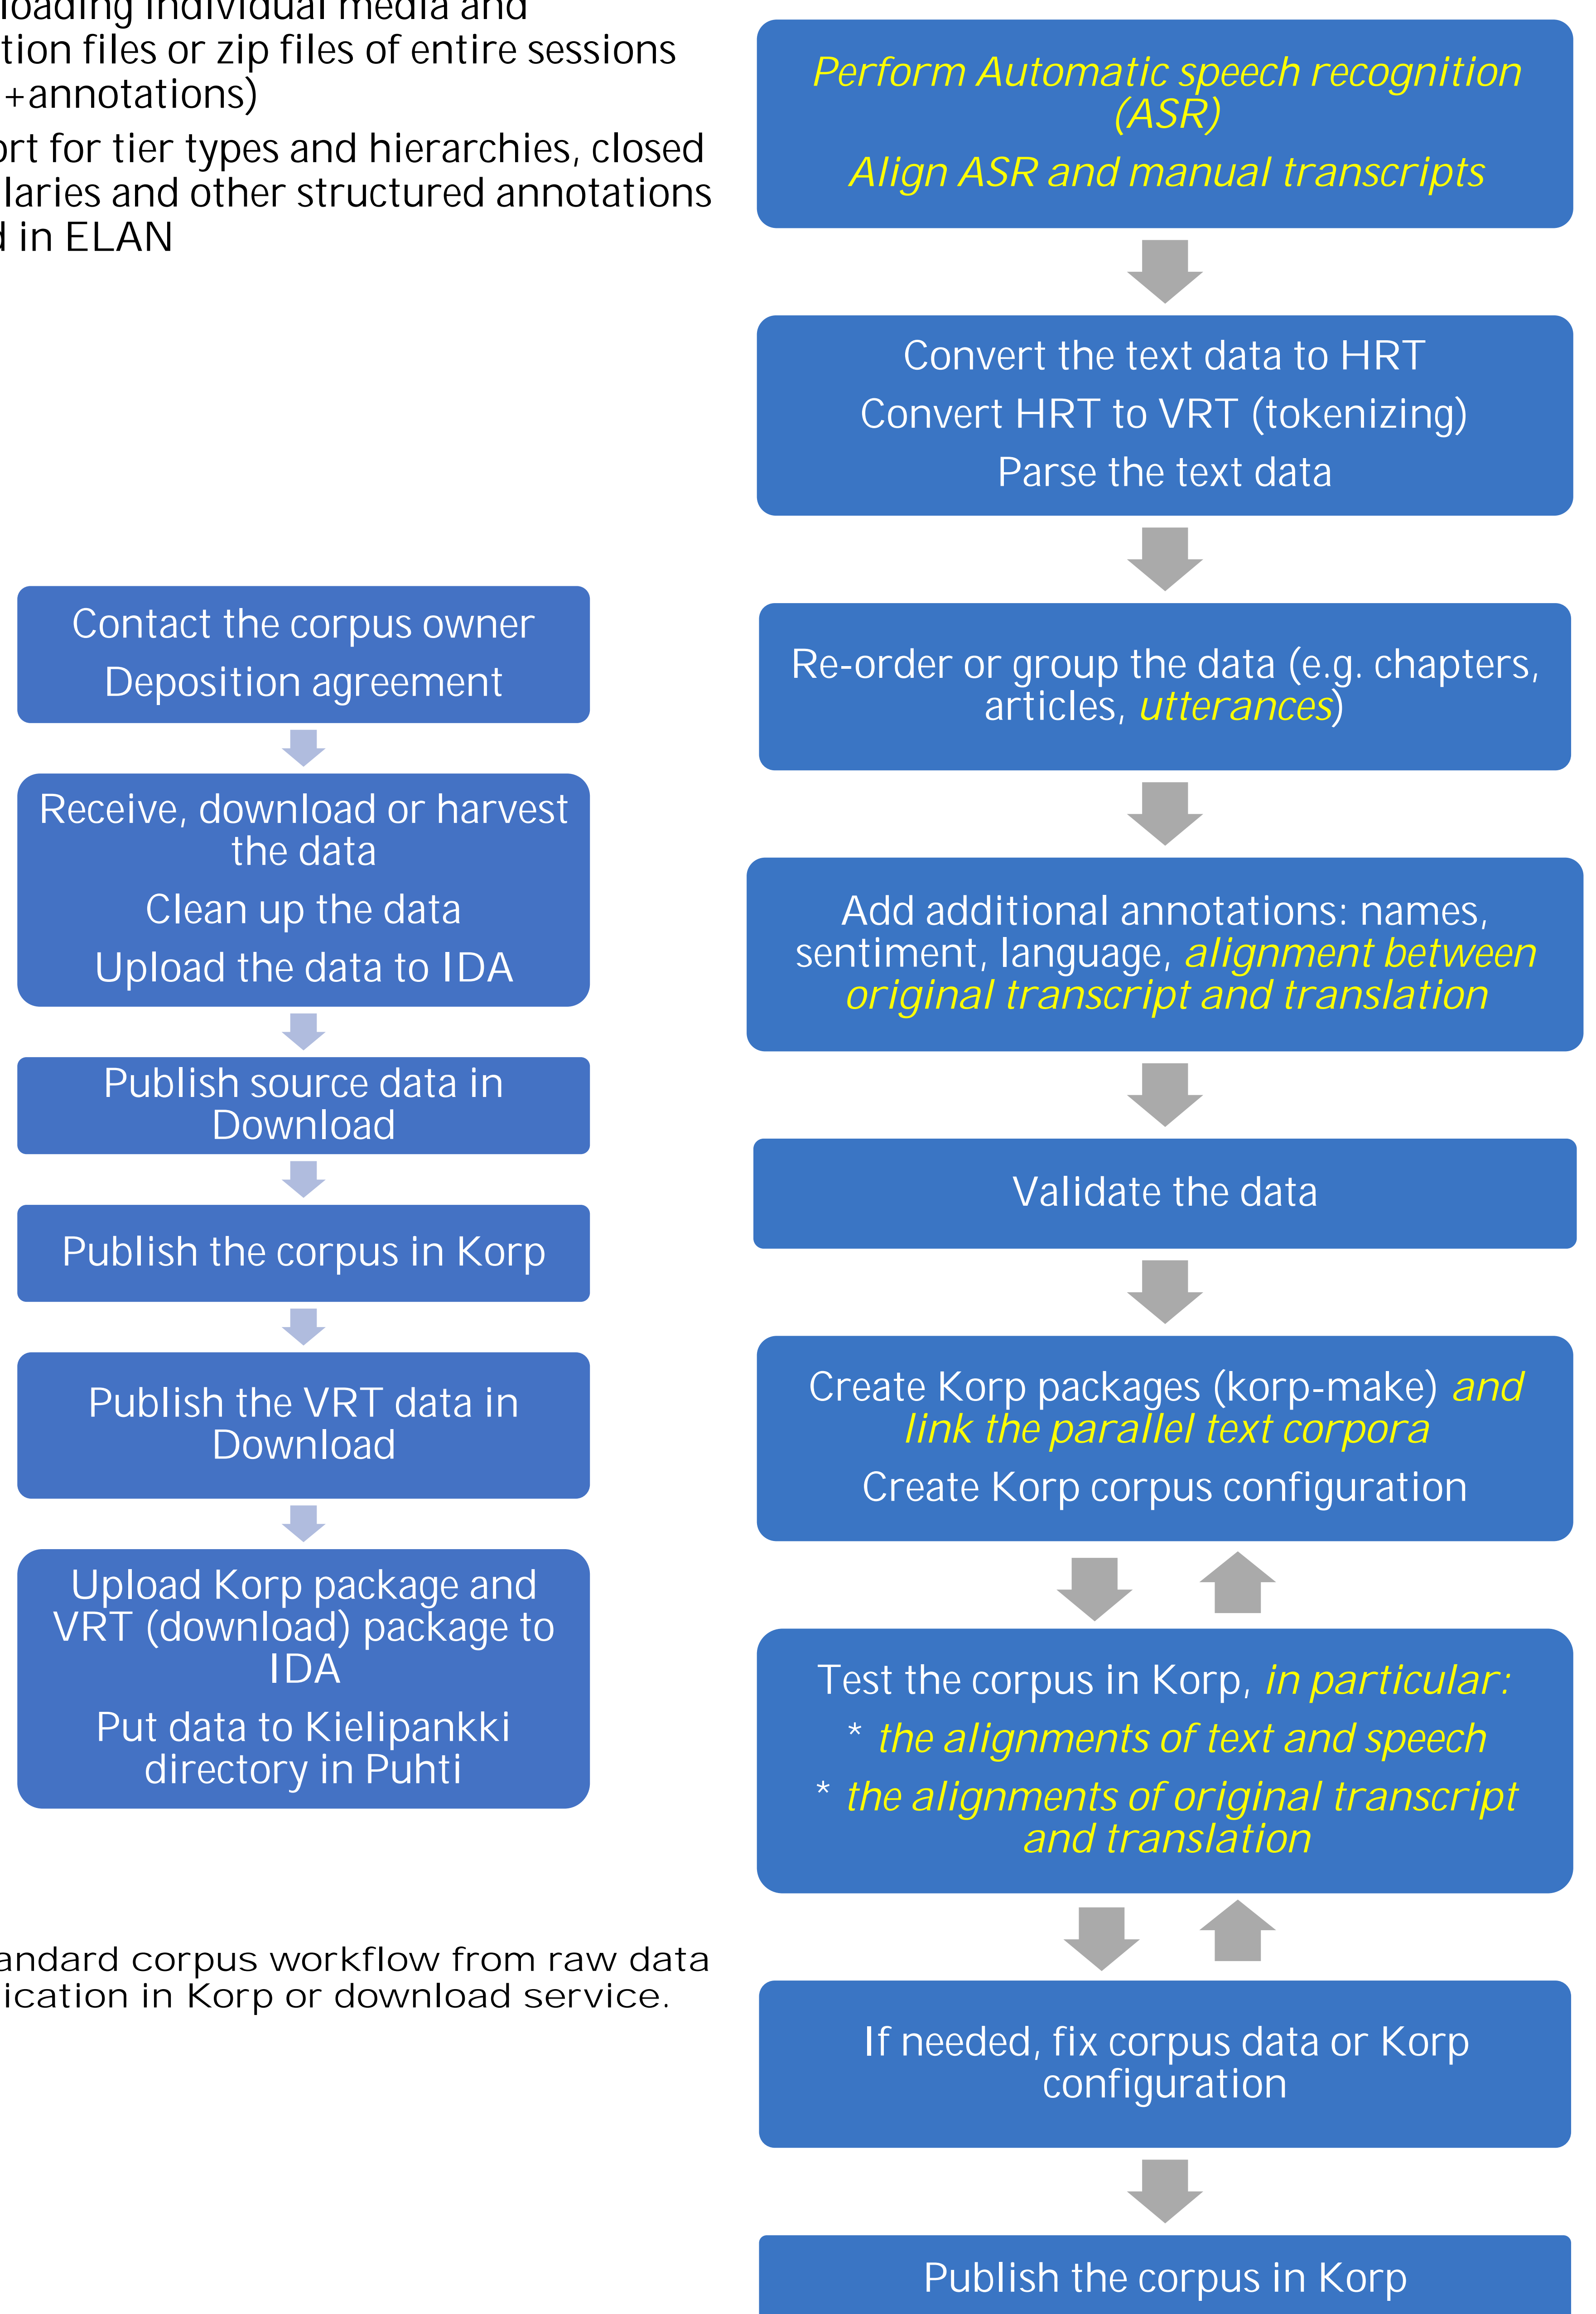 loading individual media and
tion files or zip files of entire sessions
+annotations)
ort for tier types and hierarchies, closed
laries and other structured annotations
d in ELAN
Contact the corpus owner
Deposition agreement
Receive, download or harvest
the data
Clean up the data
Upload the data to IDA
Publish source data in
Download
Publish the corpus in Korp
Publish the VRT data in
Download
Upload Korp package and
VRT (download) package to
IDA
Put data to Kielipankki
directory in Puhti
andard corpus workflow from raw data
ication in Korp or download service.
Perform Automatic speech recognition
(ASR)
Align ASR and manual transcripts
Convert the text data to HRT
Convert HRT to VRT (tokenizing)
Parse the text data
Re-order or group the data (e.g. chapters,
articles, utterances)
Add additional annotations: names,
sentiment, language, alignment between
original transcript and translation
Validate the data
Create Korp packages (korp-make) and
link the parallel text corpora
Create Korp corpus configuration
Test the corpus in Korp, in particular:
* the alignments of text and speech
* the alignments of original transcript
and translation
If needed, fix corpus data or Korp
configuration
Publish the corpus in Korp